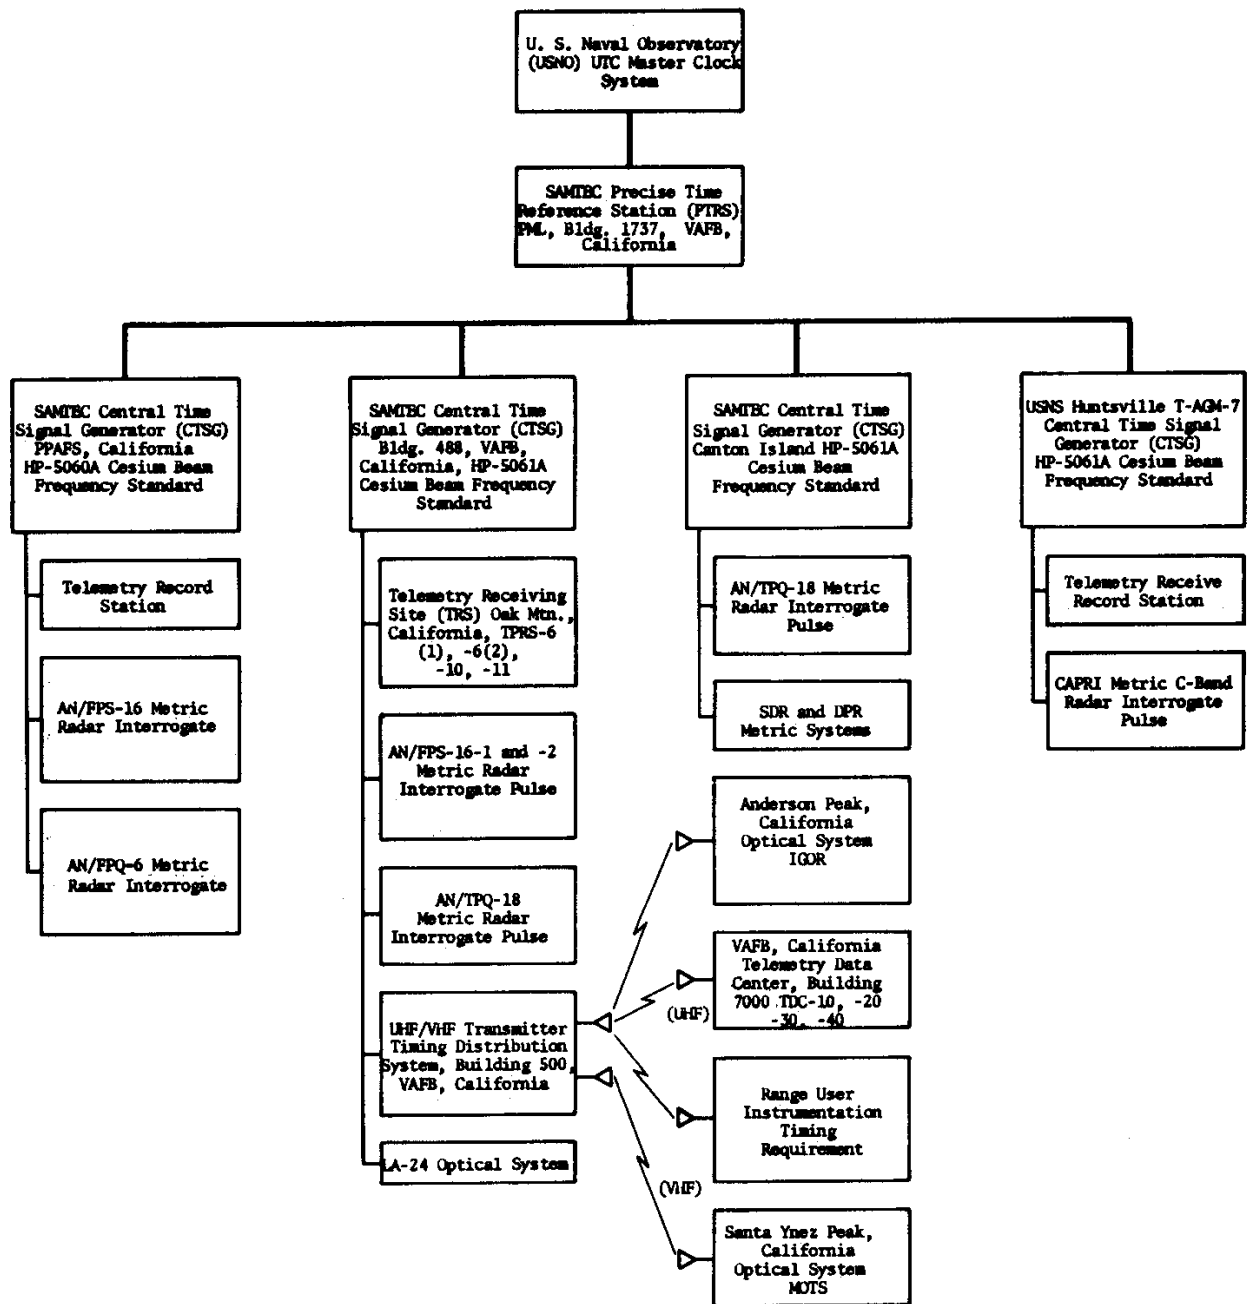 U. S. Naval Observatory
(USNO) UTC Master Clock
System
SAMTEC Precise Time
Reference Station (PTRS)
PML, Bldg. 1737, VAFB,
California
SAMTEC Central Time
Signal Generator (CTSG)
PPAFS, California
HP-5060A Cesium Beam
Frequency Standard
Telemetry Record
Station
AN/FPS-16 Metric
Radar Interrogate
AN/FPQ-6 Metric
Radar Interrogate
SAMTEC Central Time
Signal Generator (CTSG)
Bldg. 488, VAFB,
California, HP-5061A
Cesium Beam Frequency
Standard
Telemetry Receiving
Site (TRS) Oak Mtn.,
California, TPRS-6
(1), -6(2),
-10, -11
AN/FPS-16-1 and -2
Metric Radar
Interrogate Pulse
AN/TPQ-18
Metric Radar
Interrogate Pulse
UHF/VHF Transmitter
Timing Distribution
System, Building 500,
VAFB, California
LA-24 Optical System
SAMTEC Central Time
Signal Generator (CTSG)
Canton Island HP-5061A
Cesium Beam
Frequency Standard
AN/TPQ-18 Metric
Radar Interrogate
Pulse
SDR and DPR
Metric Systems
Anderson Peak,
California
Optical System
IGOR
VAFB, California
Telemetry Data
Center, Building
7000 TDC-10, -20
-30, -40
(UHF)
Range User
Instrumentation
Timing
Requirement
(VHF)
Santa Ynez Peak,
California
Optical System
MOTS
USNS Huntsville T-AGM-7
Central Time Signal
Generator (CTSG)
HP-5061A Cesium Beam
Frequency Standard
Telemetry Receive
Record Station
CAPRI Metric C-Band
Radar Interrogate
Pulse